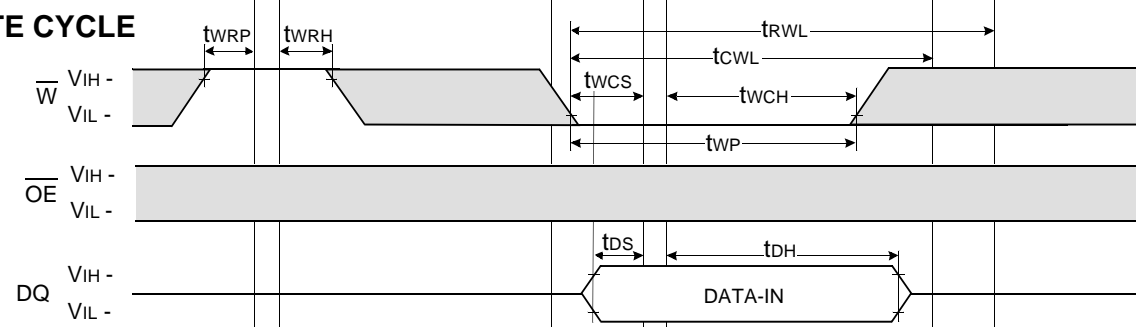 TE CYCLE
tWRP
tWRH
tRWL
tCWL
W
VIH -
VIL -
tWCS
tWCH
tWP
OE
VIH -
VIL -
tDS
tDH
DQ
VIH -
VIL -
DATA-IN